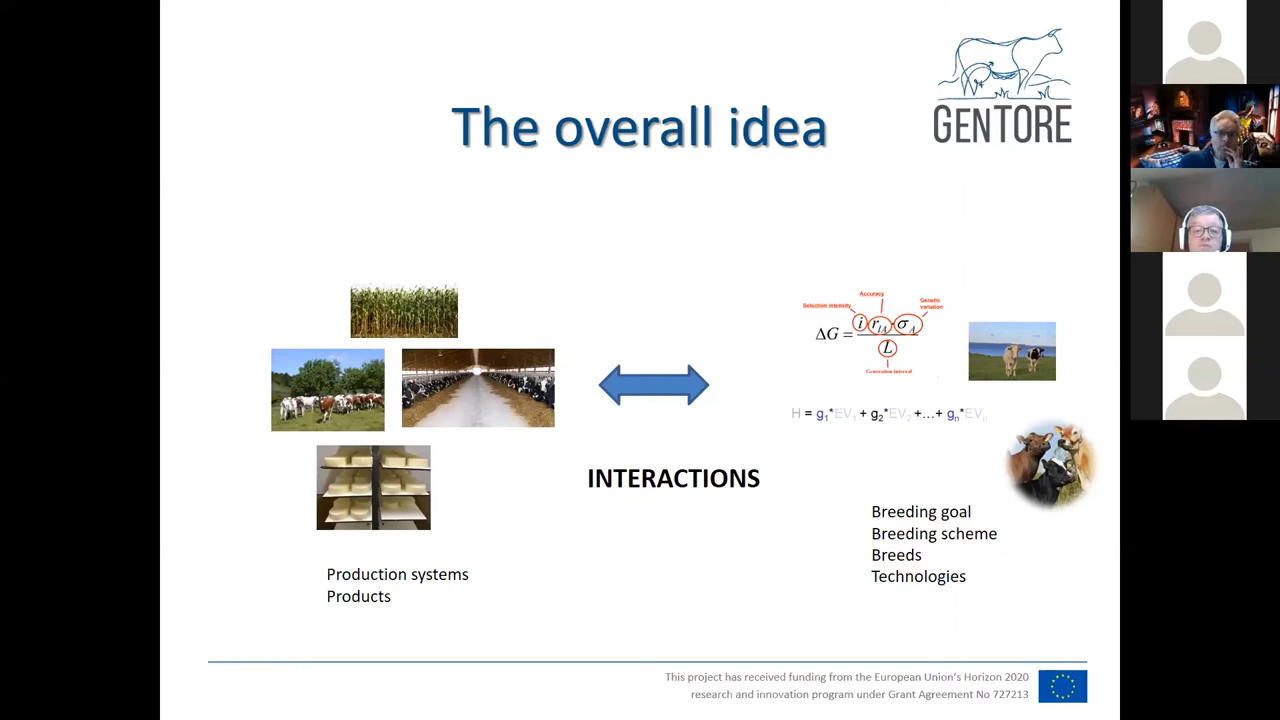 GENTORE
The overall idea
Accuracy
Selection intensity
Genetic
variation
ΔG = i r_IA σ_A
L
Generation interval
H = g1*EV1 + g2*EV2 +…+ gn*EVn
INTERACTIONS
Breeding goal
Breeding scheme
Breeds
Technologies
Production systems
Products
This project has received funding from the European Union's Horizon 2020
research and innovation program under Grant Agreement No 727213